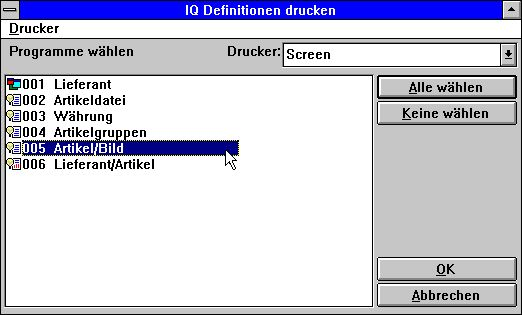 IQ Definitionen drucken
Drucker
Programme wählen
Drucker: Screen
001 Lieferant
002 Artikeldatei
003 Währung
004 Artikelgruppen
005 Artikel/Bild
006 Lieferant/Artikel
Alle wählen
Keine wählen
OK
Abbrechen